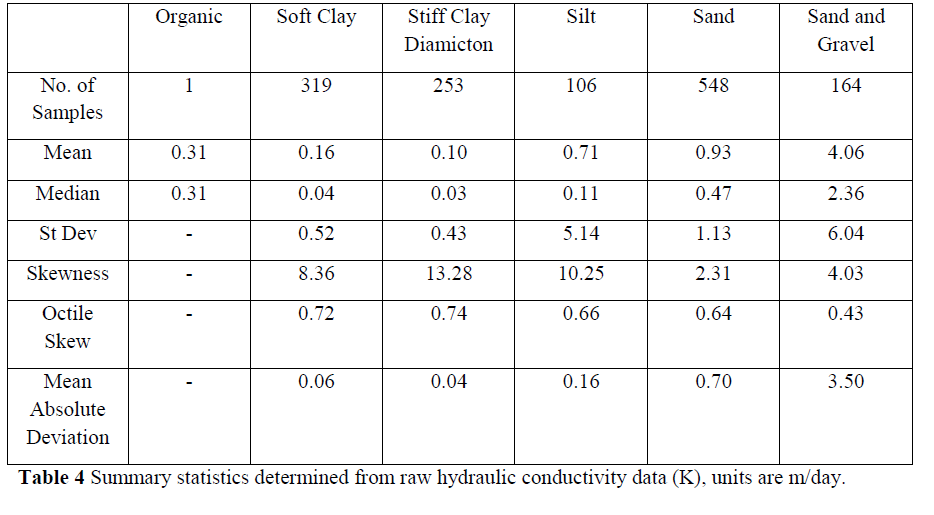 Organic Soft Clay Stiff Clay Silt Sand Sand and
Diamicton Gravel
No. of 1 319 253 106 548 164
Samples
Mean 0.31 0.16 0.10 0.71 0.93 4.06
Median 0.31 0.04 0.03 0.11 0.47 2.36
St Dev - 0.52 0.43 5.14 1.13 6.04
Skewness - 8.36 13.28 10.25 2.31 4.03
Octile - 0.72 0.74 0.66 0.64 0.43
Skew
Mean - 0.06 0.04 0.16 0.70 3.50
Absolute
Deviation
Table 4 Summary statistics determined from raw hydraulic conductivity data (K), units are m/day.